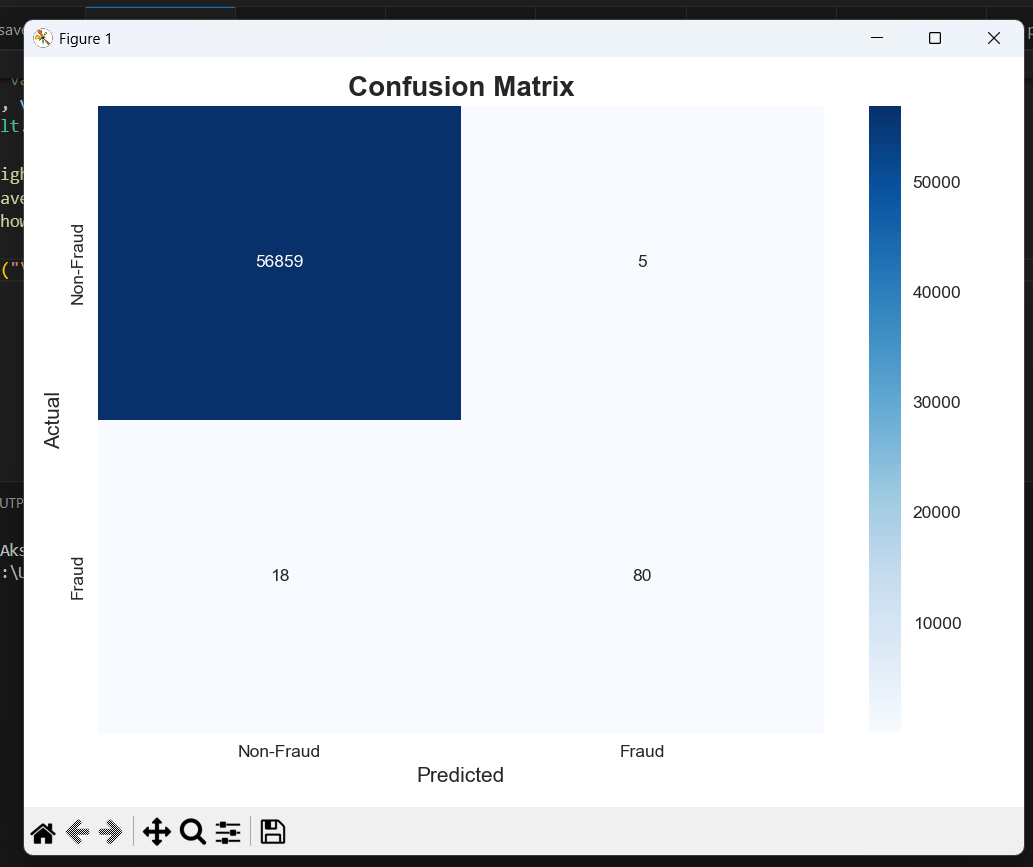 Figure 1
Confusion Matrix
Actual
Non-Fraud
Fraud
56859
5
18
80
Non-Fraud
Fraud
Predicted
50000
40000
30000
20000
10000